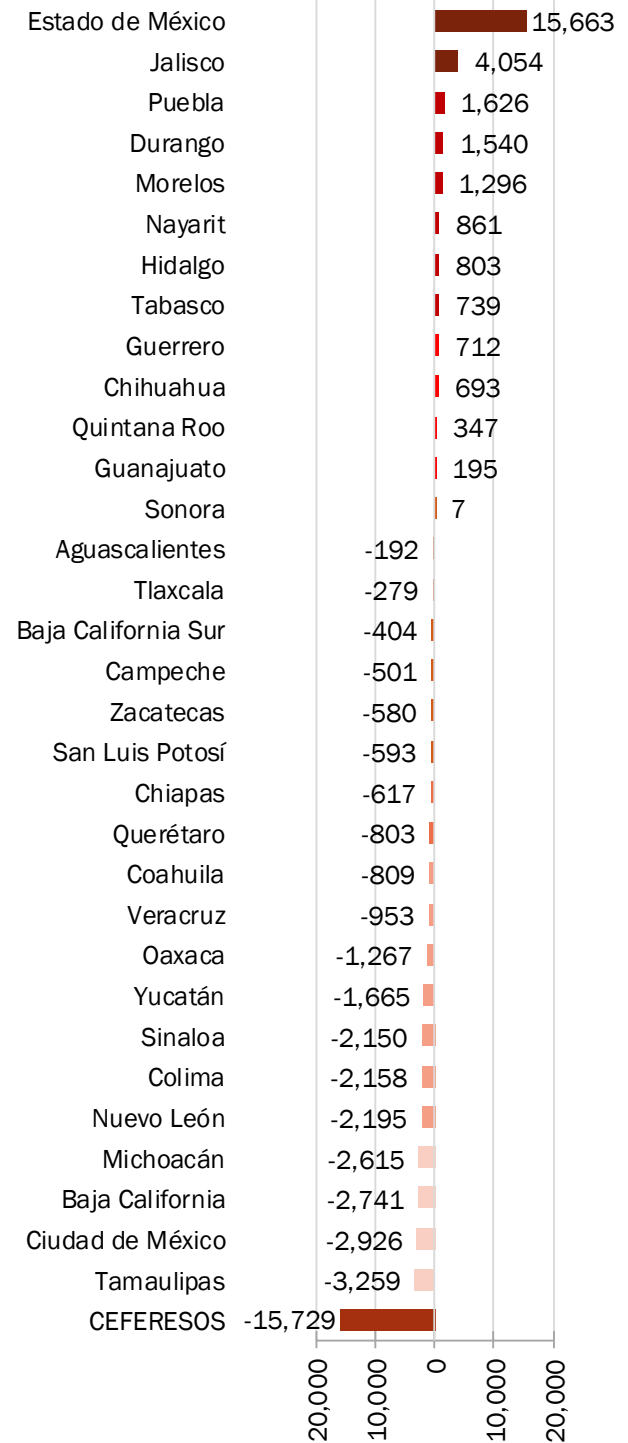 Estado de México 15,663
Jalisco 4,054
Puebla 1,626
Durango 1,540
Morelos 1,296
Nayarit 861
Hidalgo 803
Tabasco 739
Guerrero 712
Chihuahua 693
Quintana Roo 347
Guanajuato 195
Sonora 7
Aguascalientes -192
Tlaxcala -279
Baja California Sur -404
Campeche -501
Zacatecas -580
San Luis Potosí -593
Chiapas -617
Querétaro -803
Coahuila -809
Veracruz -953
Oaxaca -1,267
Yucatán -1,665
Sinaloa -2,150
Colima -2,158
Nuevo León -2,195
Michoacán -2,615
Baja California -2,741
Ciudad de México -2,926
Tamaulipas -3,259
CEFERESOS -15,729
20,000 10,000 0 10,000 20,000